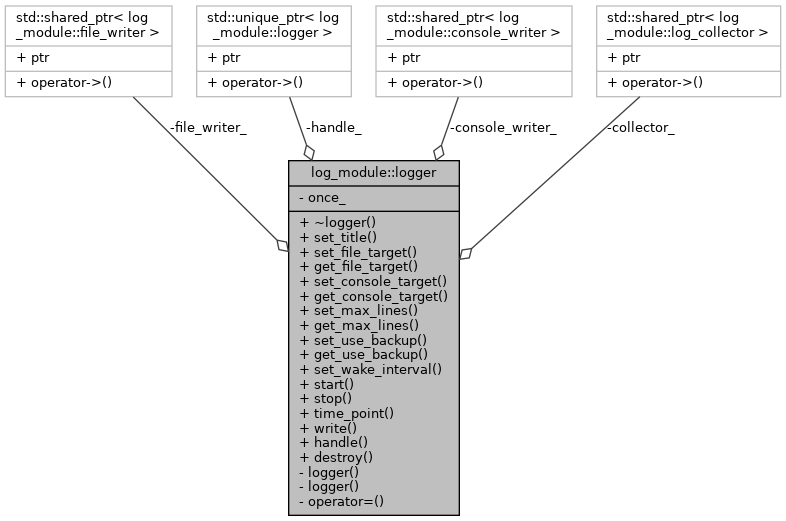 std::shared_ptr< log
_module::file_writer >
+ ptr
+ operator->()
std::unique_ptr< log
_module::logger >
+ ptr
+ operator->()
std::shared_ptr< log
_module::console_writer >
+ ptr
+ operator->()
std::shared_ptr< log
_module::log_collector >
+ ptr
+ operator->()
-file_writer_
-handle_
-console_writer_
-collector_
log_module::logger
- once_
+ ~logger()
+ set_title()
+ set_file_target()
+ get_file_target()
+ set_console_target()
+ get_console_target()
+ set_max_lines()
+ get_max_lines()
+ set_use_backup()
+ get_use_backup()
+ set_wake_interval()
+ start()
+ stop()
+ time_point()
+ write()
+ handle()
+ destroy()
- logger()
- logger()
- operator=()